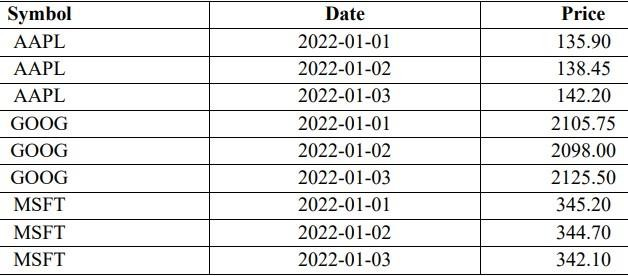 Symbol Date Price
AAPL 2022-01-01 135.90
AAPL 2022-01-02 138.45
AAPL 2022-01-03 142.20
GOOG 2022-01-01 2105.75
GOOG 2022-01-02 2098.00
GOOG 2022-01-03 2125.50
MSFT 2022-01-01 345.20
MSFT 2022-01-02 344.70
MSFT 2022-01-03 342.10